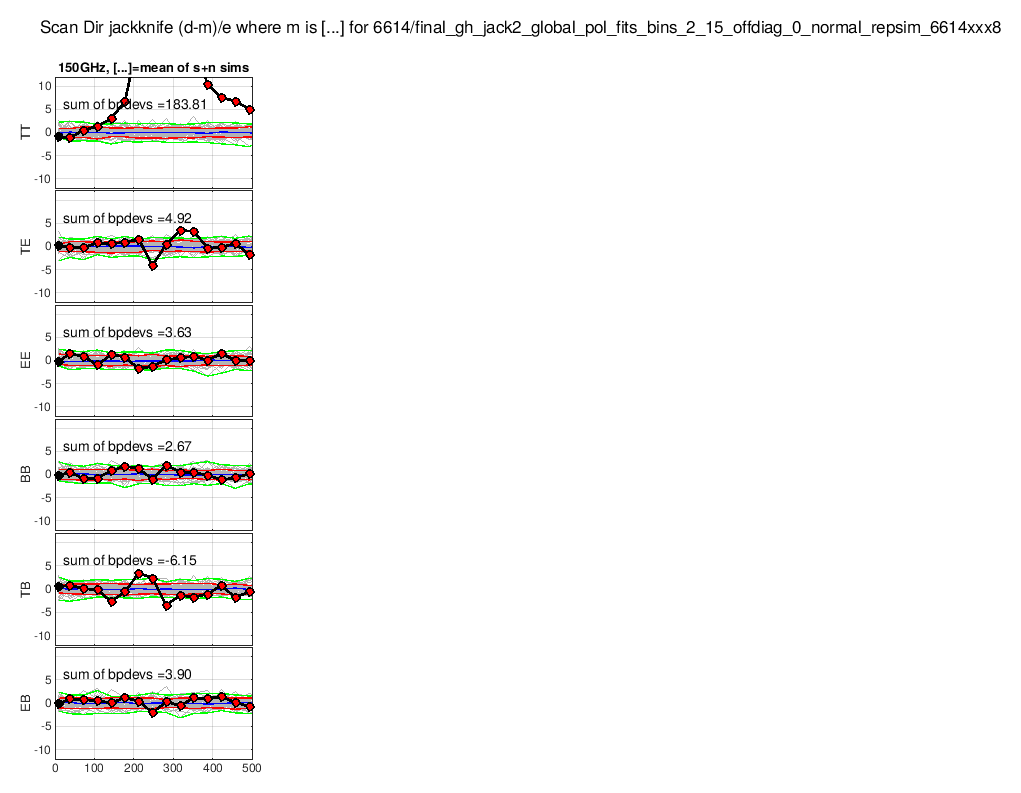 Scan Dir jackknife (d-m)/e where m is [...] for 6614/final_gh_jack2_global_pol_fits_bins_2_15_offdiag_0_normal_repsim_6614xxx8
150GHz, [...]=mean of s+n sims
10
5
0
-5
-10
TT
sum of bpdevs =183.81
5
0
-5
-10
TE
sum of bpdevs =4.92
5
0
-5
-10
EE
sum of bpdevs =3.63
5
0
-5
-10
BB
sum of bpdevs =2.67
5
0
-5
-10
TB
sum of bpdevs =-6.15
5
0
-5
-10
EB
sum of bpdevs =3.90
0 100 200 300 400 500